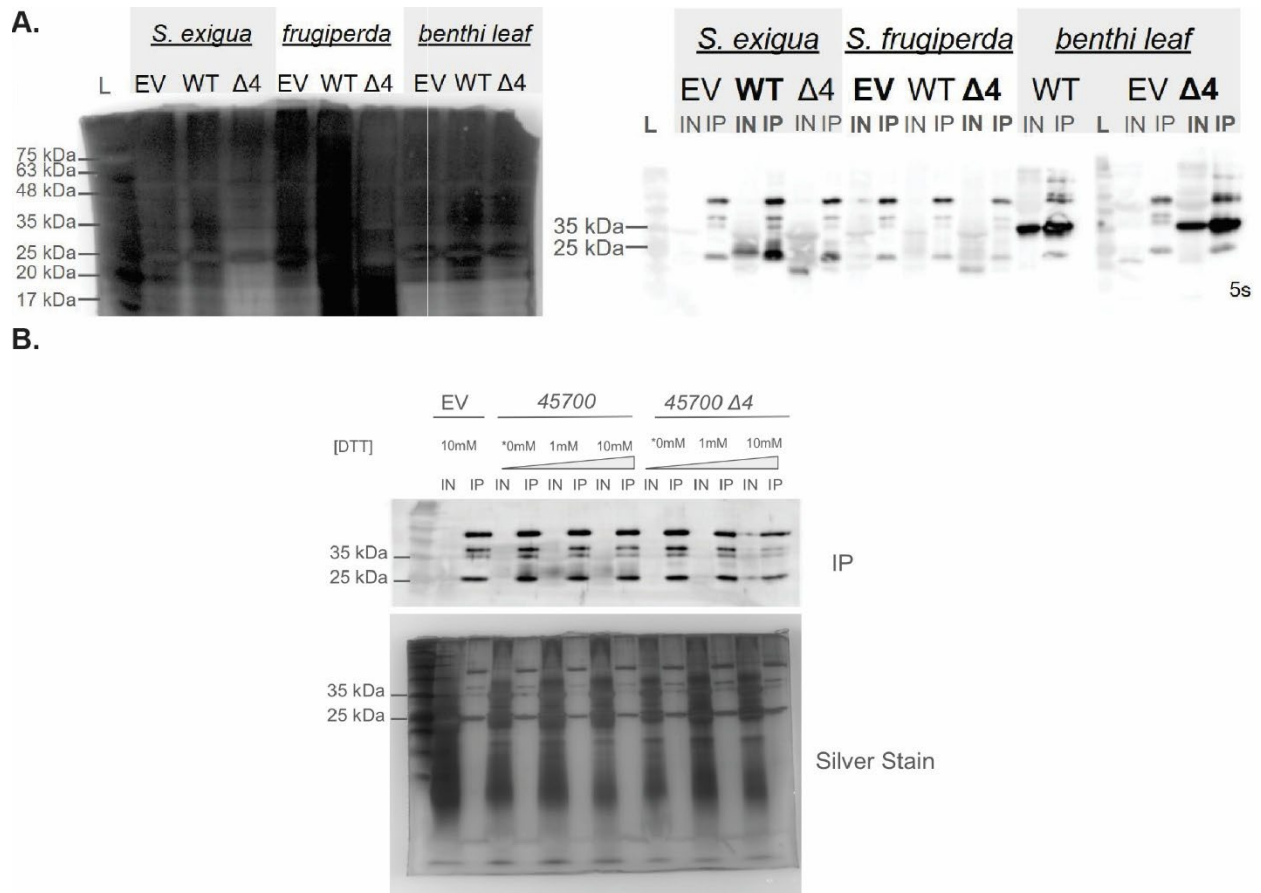 A.
S. exigua frugiperda benthi leaf
L EV WT Δ4 EV WT Δ4 EV WT Δ4
75 kDa
63 kDa
48 kDa
35 kDa
25 kDa
20 kDa
17 kDa
S. exigua S. frugiperda benthi leaf
EV WT Δ4 EV WT Δ4 WT EV Δ4
L IN IP IN IP IN IP IN IP IN IP IN IP IN IP L IN IP IN IP
35 kDa
25 kDa
5s
B.
EV 45700 45700 Δ4
[DTT] 10mM *0mM 1mM 10mM *0mM 1mM 10mM
IN IP IN IP IN IP IN IP IN IP IN IP IN IP
35 kDa
25 kDa
IP
35 kDa
25 kDa
Silver Stain